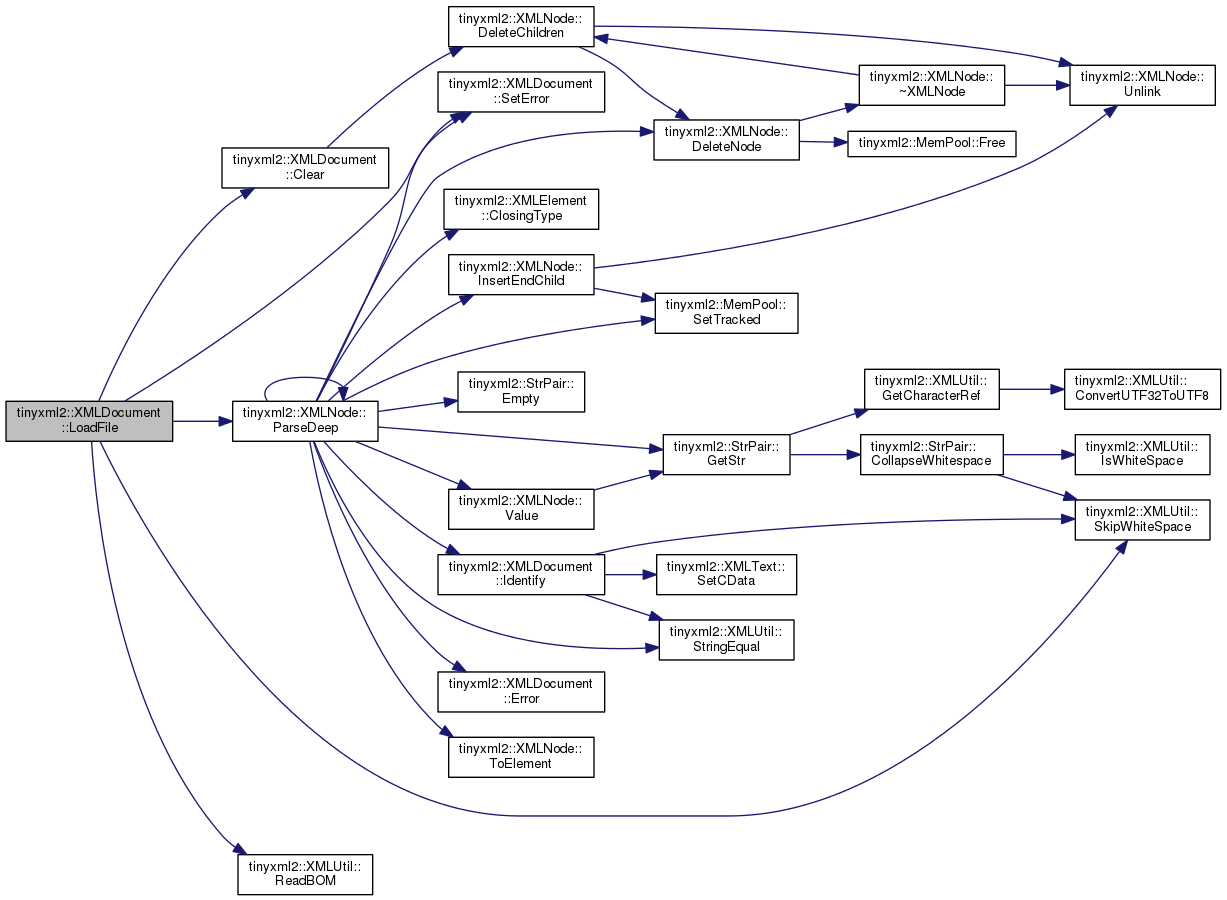 tinyxml2::XMLNode::
DeleteChildren
tinyxml2::XMLDocument
::SetError
tinyxml2::XMLNode::
~XMLNode
tinyxml2::XMLNode::
Unlink
tinyxml2::XMLNode::
DeleteNode
tinyxml2::MemPool::Free
tinyxml2::XMLDocument
::Clear
tinyxml2::XMLElement
::ClosingType
tinyxml2::XMLNode::
InsertEndChild
tinyxml2::MemPool::
SetTracked
tinyxml2::StrPair::
Empty
tinyxml2::XMLUtil::
GetCharacterRef
tinyxml2::XMLUtil::
ConvertUTF32ToUTF8
tinyxml2::XMLDocument
::LoadFile
tinyxml2::XMLNode::
ParseDeep
tinyxml2::StrPair::
GetStr
tinyxml2::StrPair::
CollapseWhitespace
tinyxml2::XMLUtil::
IsWhiteSpace
tinyxml2::XMLNode::
Value
tinyxml2::XMLUtil::
SkipWhiteSpace
tinyxml2::XMLDocument
::Identify
tinyxml2::XMLText::
SetCData
tinyxml2::XMLUtil::
StringEqual
tinyxml2::XMLDocument
::Error
tinyxml2::XMLNode::
ToElement
tinyxml2::XMLUtil::
ReadBOM